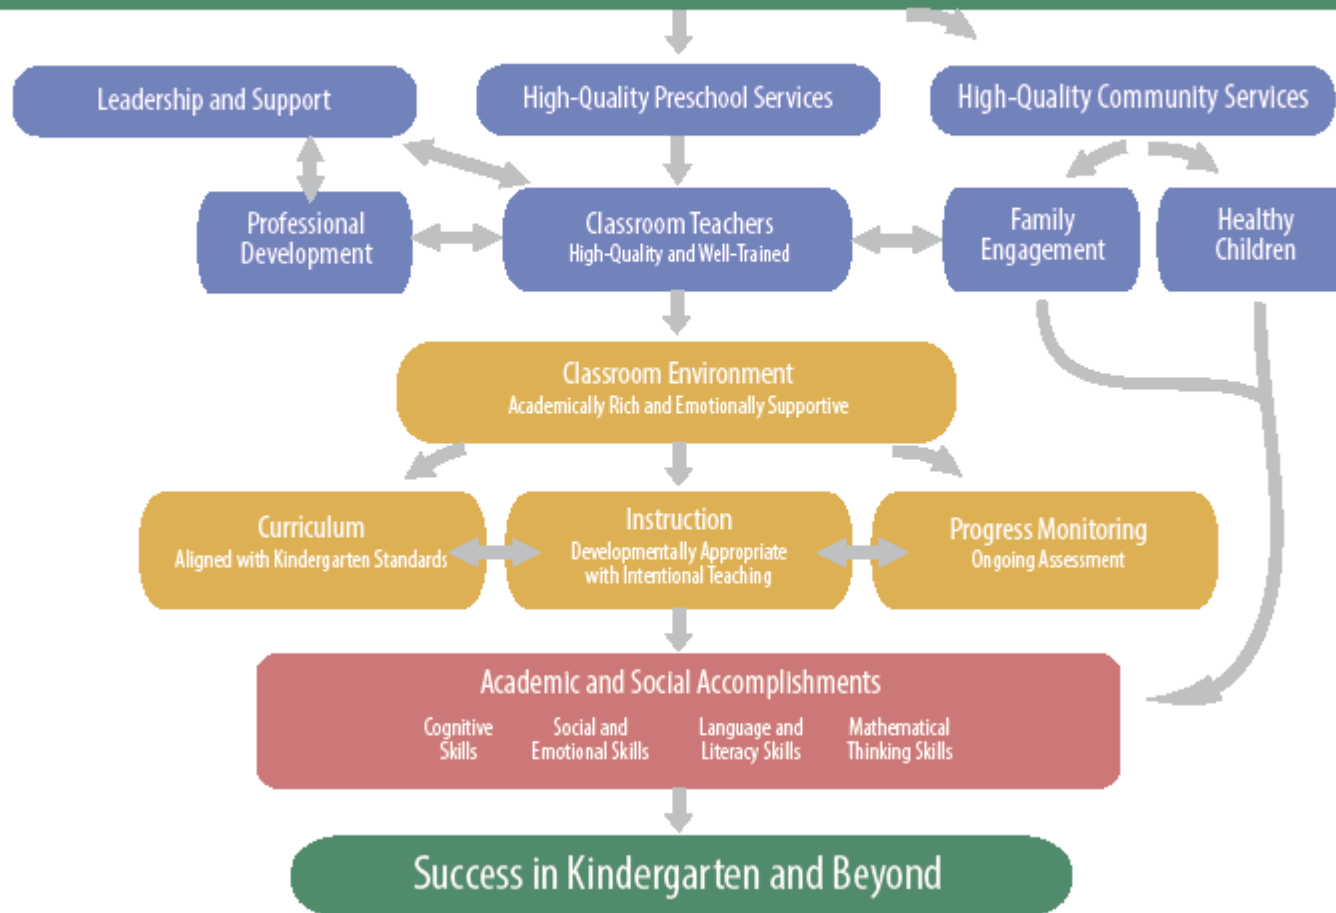 Leadership and Support
High-Quality Preschool Services
High-Quality Community Services
Professional
Development
Classroom Teachers
High-Quality and Well-Trained
Family
Engagement
Healthy
Children
Classroom Environment
Academically Rich and Emotionally Supportive
Curriculum
Aligned with Kindergarten Standards
Instruction
Developmentally Appropriate
with Intentional Teaching
Progress Monitoring
Ongoing Assessment
Academic and Social Accomplishments
Cognitive
Skills
Social and
Emotional Skills
Language and
Literacy Skills
Mathematical
Thinking Skills
Success in Kindergarten and Beyond